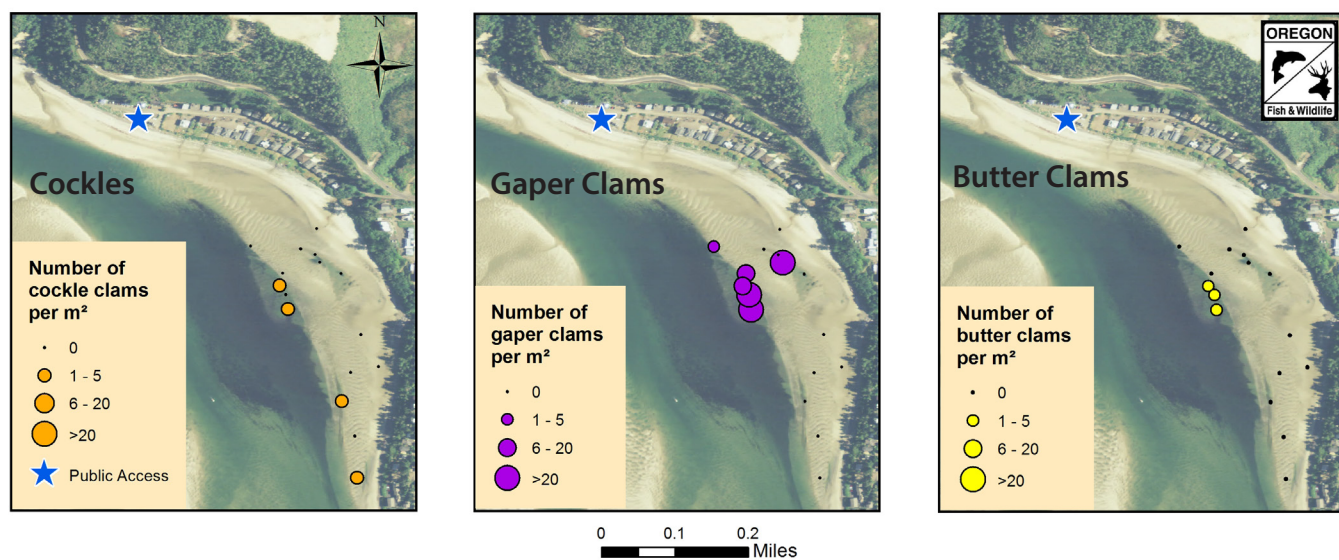 N
Cockles
Number of
cockle clams
per m²
0
1 - 5
6 - 20
>20
Public Access
Gaper Clams
Number of
gaper clams
per m²
0
1 - 5
6 - 20
>20
OREGON
Fish & Wildlife
Butter Clams
Number of
butter clams
per m²
0
1 - 5
6 - 20
>20
0 0.1 0.2
Miles